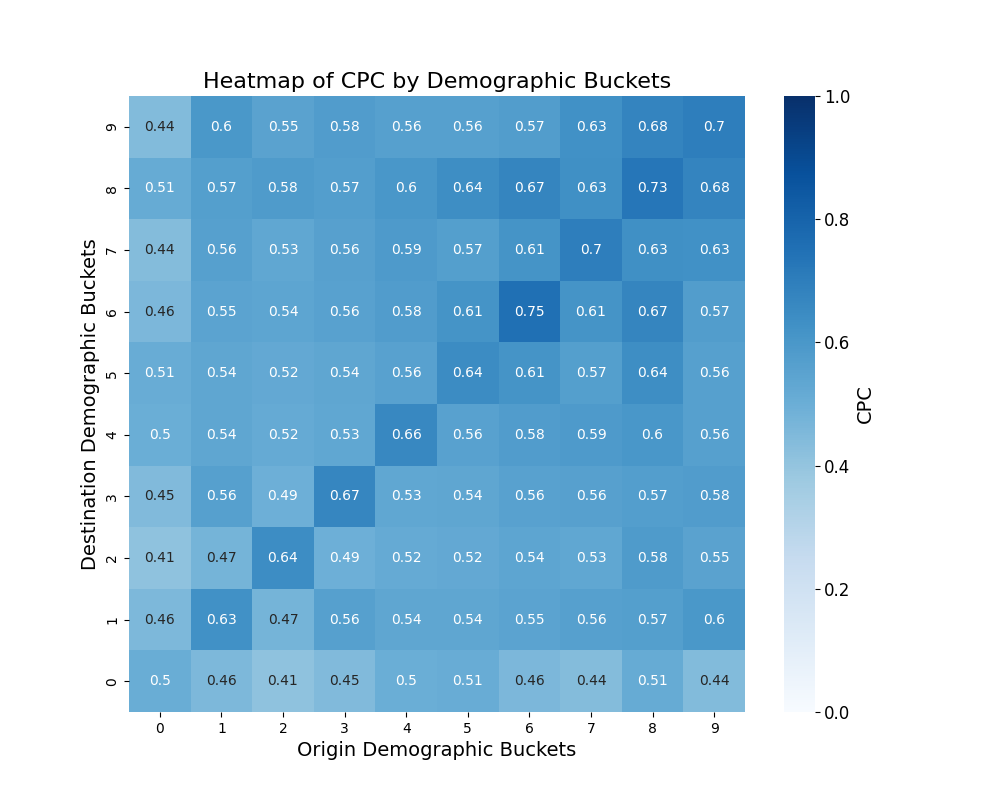 Heatmap of CPC by Demographic Buckets
9 0.44 0.6 0.55 0.58 0.56 0.56 0.57 0.63 0.68 0.7
8 0.51 0.57 0.58 0.57 0.6 0.64 0.67 0.63 0.73 0.68
7 0.44 0.56 0.53 0.56 0.59 0.57 0.61 0.7 0.63 0.63
6 0.46 0.55 0.54 0.56 0.58 0.61 0.75 0.61 0.67 0.57
5 0.51 0.54 0.52 0.54 0.56 0.64 0.61 0.57 0.64 0.56
4 0.5 0.54 0.52 0.53 0.66 0.56 0.58 0.59 0.6 0.56
3 0.45 0.56 0.49 0.67 0.53 0.54 0.56 0.56 0.57 0.58
2 0.41 0.47 0.64 0.49 0.52 0.52 0.54 0.53 0.58 0.55
1 0.46 0.63 0.47 0.56 0.54 0.54 0.55 0.56 0.57 0.6
0 0.5 0.46 0.41 0.45 0.5 0.51 0.46 0.44 0.51 0.44
0 1 2 3 4 5 6 7 8 9
Origin Demographic Buckets
Destination Demographic Buckets
1.0
0.8
0.6
0.4
0.2
0.0
CPC